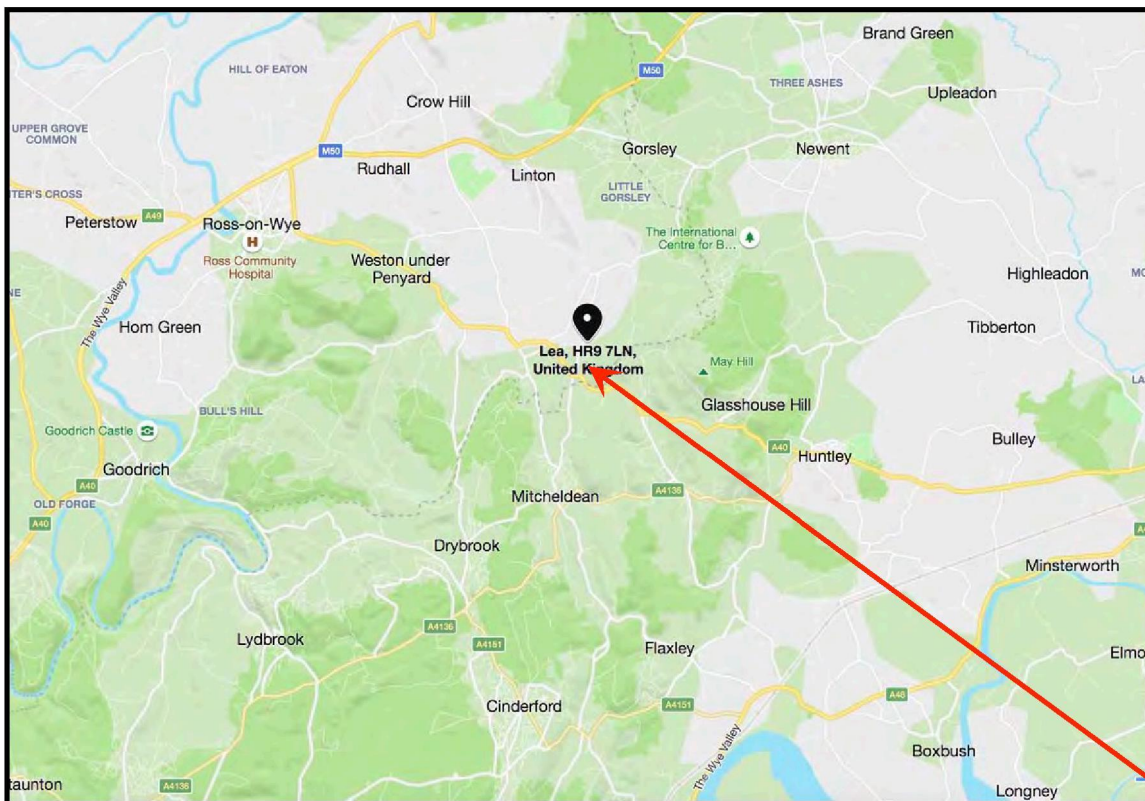 Brand Green
HILL OF EATON
M50
THREE ASHES
Upleadon
Crow Hill
UPPER GROVE
COMMON
M50
Gorsley
Newent
Rudhall
Linton
LITTLE
GORSLEY
TER'S CROSS
Peterstow
A49
Ross-on-Wye
H
Ross Community
Hospital
The International
Centre for B...
Weston under
Penyard
Highleadon
MO
NE
The Wye Valley
Hom Green
Tibberton
Lea, HR9 7LN,
United Kingdom
May Hill
LA
BULL'S HILL
Glasshouse Hill
Goodrich Castle
Bulley
A40
Huntley
Goodrich
A40
A4136
Mitcheldean
OLD FORGE
A40
Drybrook
Minsterworth
A4136
A4151
Lydbrook
Flaxley
Elmo
A48
A4151
Cinderford
The Wye Valley
Boxbush
taunton
A4136
Longney